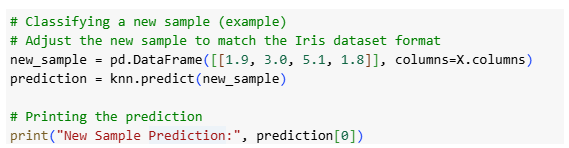 # Classifying a new sample (example)
# Adjust the new sample to match the Iris dataset format
new_sample = pd.DataFrame([[1.9, 3.0, 5.1, 1.8]], columns=X.columns)
prediction = knn.predict(new_sample)
# Printing the prediction
print("New Sample Prediction:", prediction[0])